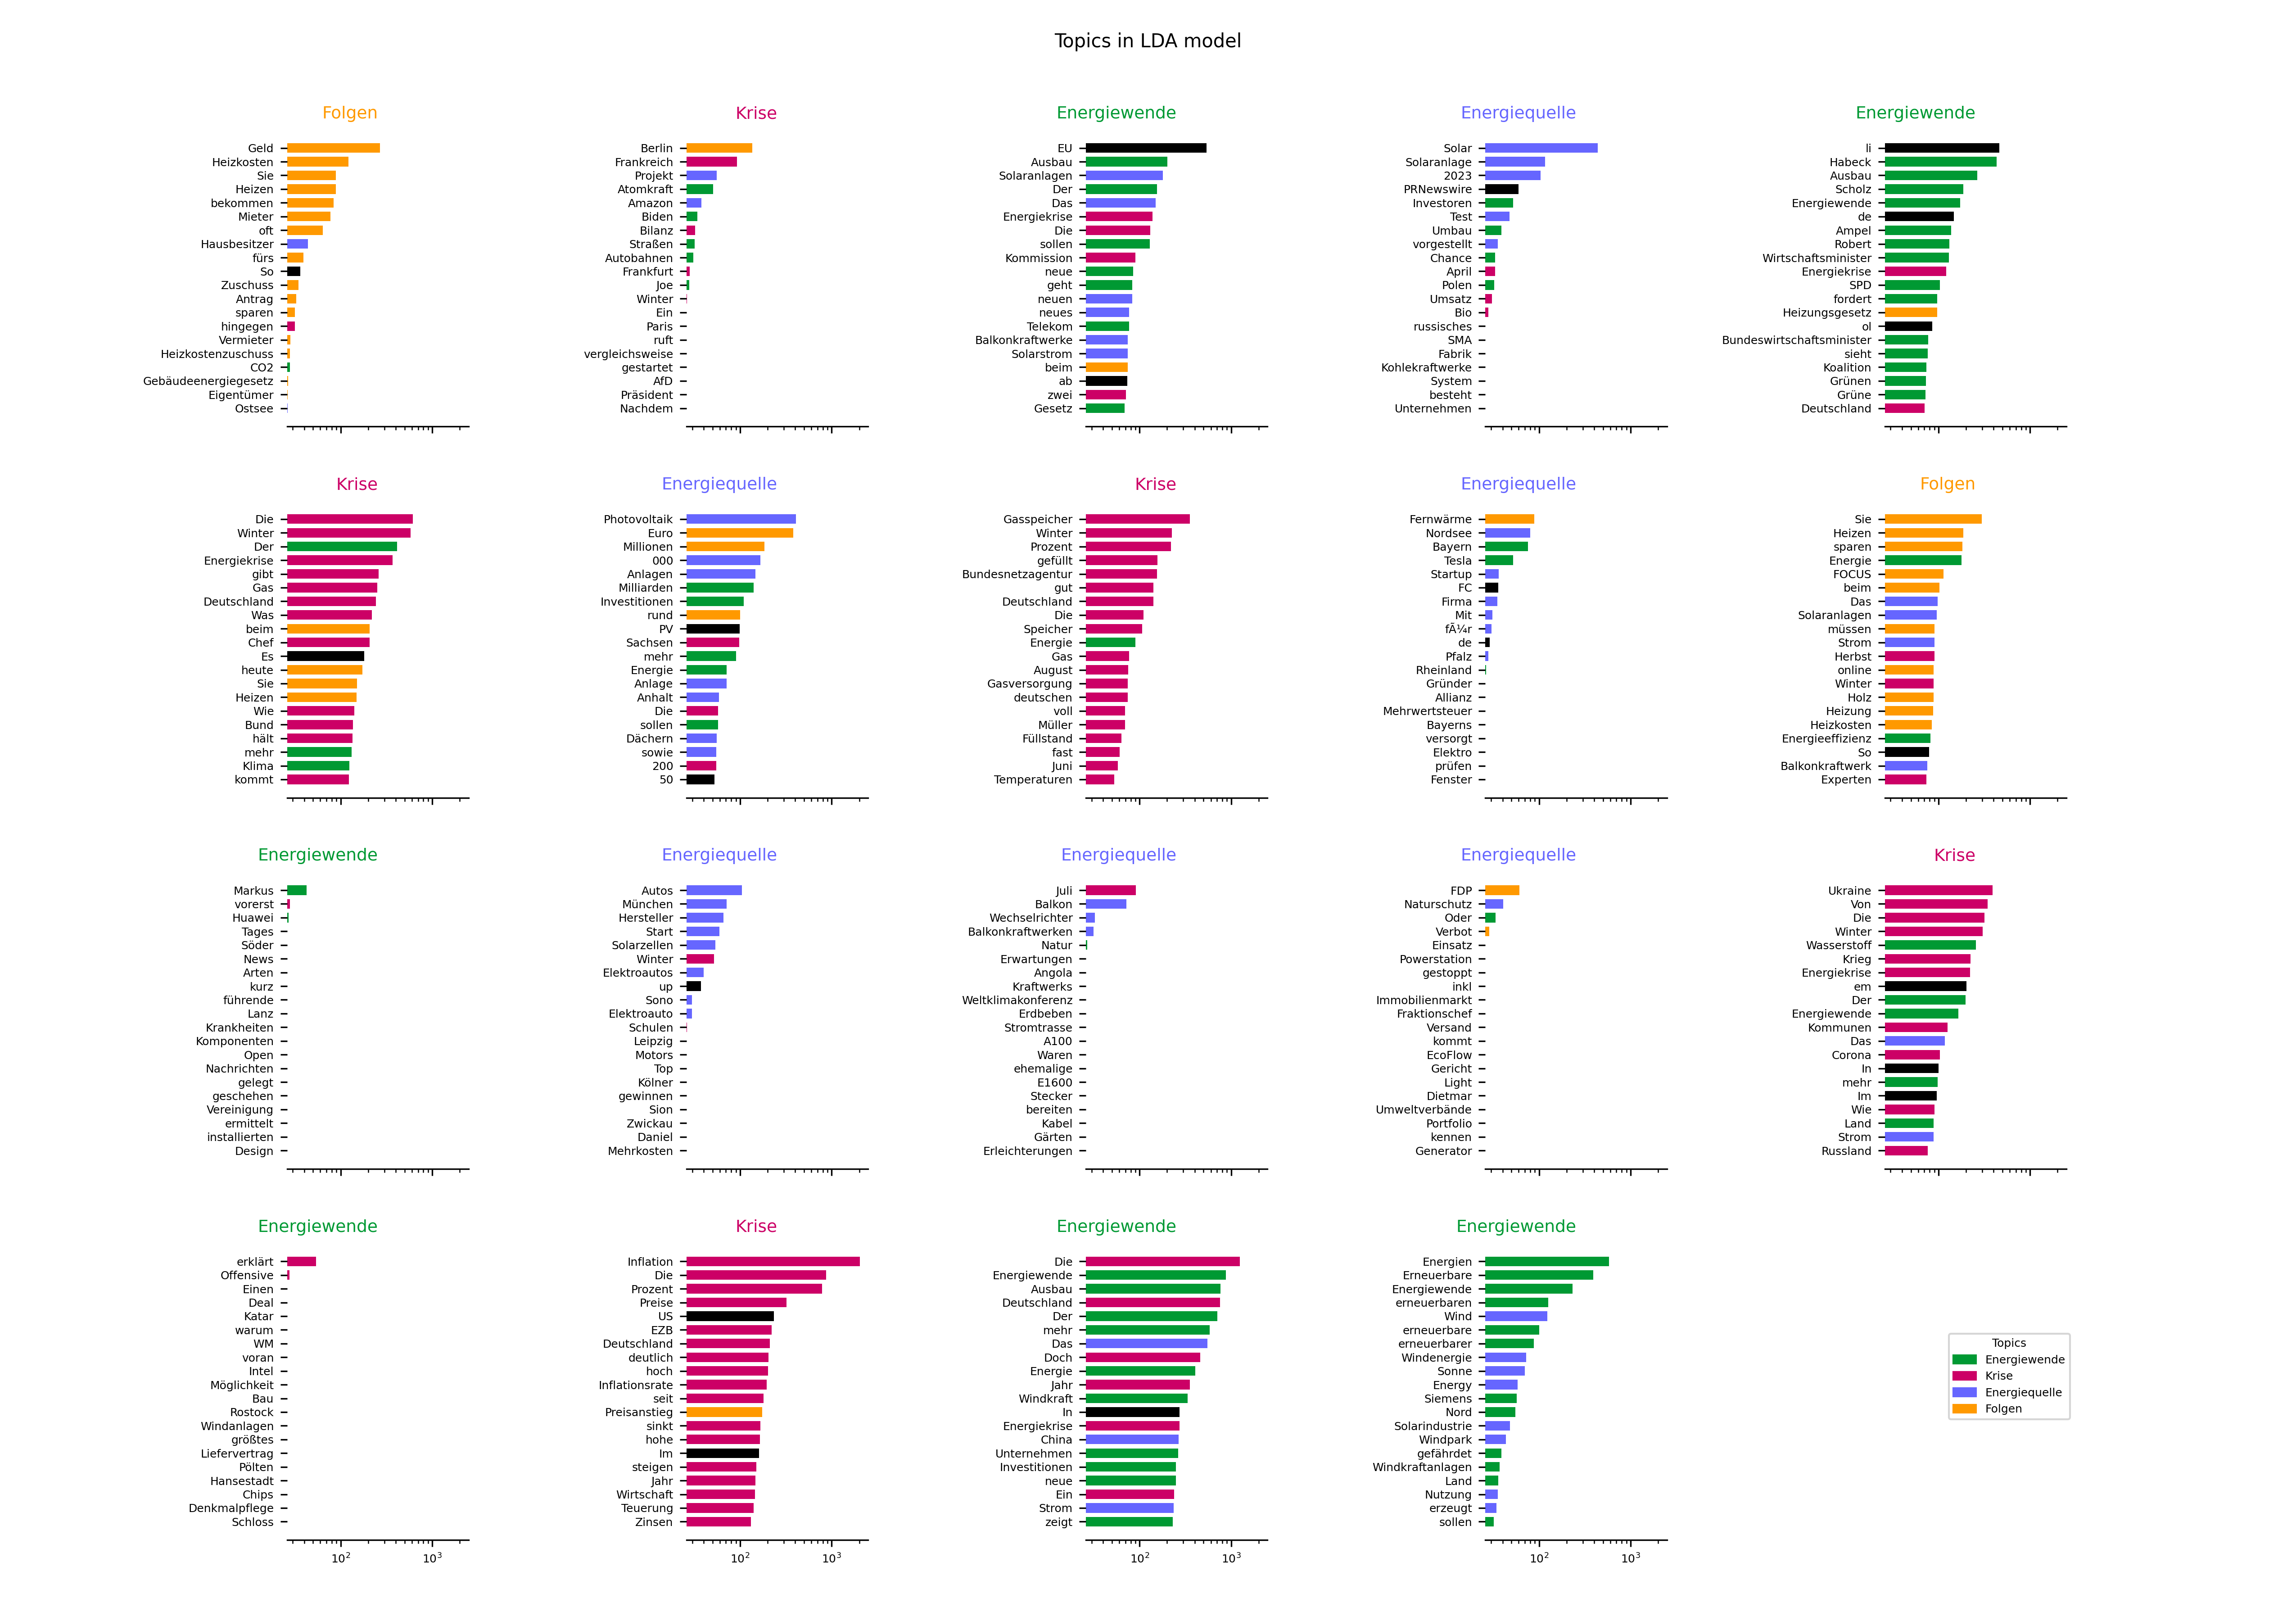 Topics in LDA model
Folgen
Geld
Heizkosten
Sie
Heizen
bekommen
Mieter
oft
Hausbesitzer
fürs
So
Zuschuss
Antrag
sparen
hingegen
Vermieter
Heizkostenzuschuss
CO2
Gebäudeenergiegesetz
Eigentümer
Ostsee
Krise
Berlin
Frankreich
Projekt
Atomkraft
Amazon
Biden
Bilanz
Straßen
Autobahnen
Frankfurt
Joe
Winter
Ein
Paris
ruft
vergleichsweise
gestartet
AfD
Präsident
Nachdem
Energiewende
EU
Ausbau
Solaranlagen
Der
Das
Energiekrise
Die
sollen
Kommission
neue
geht
neuen
neues
Telekom
Balkonkraftwerke
Solarstrom
beim
ab
zwei
Gesetz
Energiequelle
Solar
Solaranlage
2023
PRNewswire
Investoren
Test
Umbau
vorgestellt
Chance
April
Polen
Umsatz
Bio
russisches
SMA
Fabrik
Kohlekraftwerke
System
besteht
Unternehmen
Energiewende
li
Habeck
Ausbau
Scholz
Energiewende
de
Ampel
Robert
Wirtschaftsminister
Energiekrise
SPD
fordert
Heizungsgesetz
ol
Bundeswirtschaftsminister
sieht
Koalition
Grünen
Grüne
Deutschland
Krise
Die
Winter
Der
Energiekrise
gibt
Gas
Deutschland
Was
beim
Chef
Es
heute
Sie
Heizen
Wie
Bund
hält
mehr
Klima
kommt
Energiequelle
Photovoltaik
Euro
Millionen
000
Anlagen
Milliarden
Investitionen
rund
PV
Sachsen
mehr
Energie
Anlage
Anhalt
Die
sollen
Dächern
sowie
200
50
Krise
Gasspeicher
Winter
Prozent
gefüllt
Bundesnetzagentur
gut
Deutschland
Die
Speicher
Energie
Gas
August
Gasversorgung
deutschen
voll
Müller
Füllstand
fast
Juni
Temperaturen
Energiequelle
Fernwärme
Nordsee
Bayern
Tesla
Startup
FC
Firma
Mit
fÃ¼r
de
Pfalz
Rheinland
Gründer
Allianz
Mehrwertsteuer
Bayerns
versorgt
Elektro
prüfen
Fenster
Folgen
Sie
Heizen
sparen
Energie
FOCUS
beim
Das
Solaranlagen
müssen
Strom
Herbst
online
Winter
Holz
Heizung
Heizkosten
Energieeffizienz
So
Balkonkraftwerk
Experten
Energiewende
Markus
vorerst
Huawei
Tages
Söder
News
Arten
kurz
führende
Lanz
Krankheiten
Komponenten
Open
Nachrichten
gelegt
geschehen
Vereinigung
ermittelt
installierten
Design
Energiequelle
Autos
München
Hersteller
Start
Solarzellen
Winter
Elektroautos
up
Sono
Elektroauto
Schulen
Leipzig
Motors
Top
Kölner
gewinnen
Sion
Zwickau
Daniel
Mehrkosten
Energiequelle
Juli
Balkon
Wechselrichter
Balkonkraftwerken
Natur
Erwartungen
Angola
Kraftwerks
Weltklimakonferenz
Erdbeben
Stromtrasse
A100
Waren
ehemalige
E1600
Stecker
bereiten
Kabel
Gärten
Erleichterungen
Energiequelle
FDP
Naturschutz
Oder
Verbot
Einsatz
Powerstation
gestoppt
inkl
Immobilienmarkt
Fraktionschef
Versand
kommt
EcoFlow
Gericht
Light
Dietmar
Umweltverbände
Portfolio
kennen
Generator
Krise
Ukraine
Von
Die
Winter
Wasserstoff
Krieg
Energiekrise
em
Der
Energiewende
Kommunen
Das
Corona
In
mehr
Im
Wie
Land
Strom
Russland
Energiewende
erklärt
Offensive
Einen
Deal
Katar
warum
WM
voran
Intel
Möglichkeit
Bau
Rostock
Windanlagen
größtes
Liefervertrag
Pölten
Hansestadt
Chips
Denkmalpflege
Schloss
10² 10³
Krise
Inflation
Die
Prozent
Preise
US
EZB
Deutschland
deutlich
hoch
Inflationsrate
seit
Preisanstieg
sinkt
hohe
Im
steigen
Jahr
Wirtschaft
Teuerung
Zinsen
10² 10³
Energiewende
Die
Energiewende
Ausbau
Deutschland
Der
mehr
Das
Doch
Energie
Jahr
Windkraft
In
Energiekrise
China
Unternehmen
Investitionen
neue
Ein
Strom
zeigt
10² 10³
Energiewende
Energien
Erneuerbare
Energiewende
erneuerbaren
Wind
erneuerbare
erneuerbarer
Windenergie
Sonne
Energy
Siemens
Nord
Solarindustrie
Windpark
gefährdet
Windkraftanlagen
Land
Nutzung
erzeugt
sollen
10² 10³
Topics
Energiewende
Krise
Energiequelle
Folgen